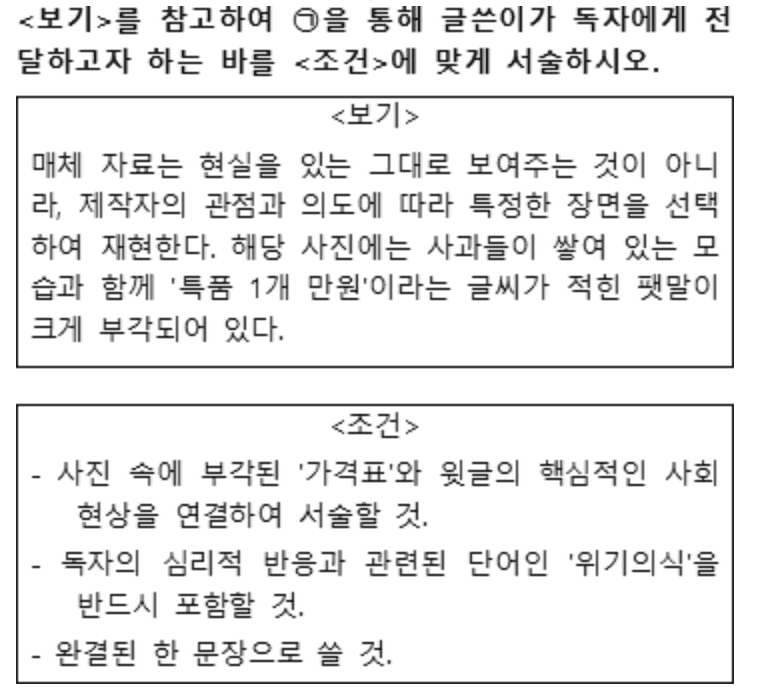 <보기>를 참고하여 ㉠을 통해 글쓴이가 독자에게 전
달하고자 하는 바를 <조건>에 맞게 서술하시오.
<보기>
매체 자료는 현실을 있는 그대로 보여주는 것이 아니
라, 제작자의 관점과 의도에 따라 특정한 장면을 선택
하여 재현한다. 해당 사진에는 사과들이 쌓여 있는 모
습과 함께 '특품 1개 만원'이라는 글씨가 적힌 팻말이
크게 부각되어 있다.
<조건>
- 사진 속에 부각된 '가격표'와 윗글의 핵심적인 사회
현상을 연결하여 서술할 것.
- 독자의 심리적 반응과 관련된 단어인 '위기의식'을
반드시 포함할 것.
- 완결된 한 문장으로 쓸 것.